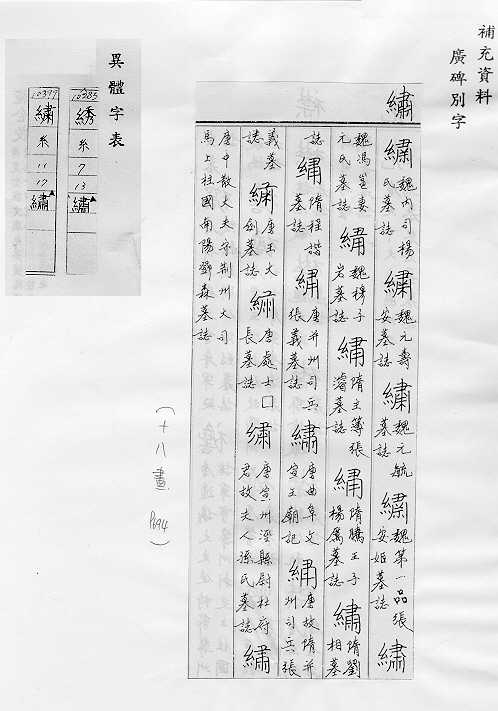 補充資料
廣碑別字
繡
繡魏內司楊氏墓誌繡魏元壽安墓誌繡魏元毓墓誌繡魏第一品張安姬墓誌繡
魏馮邕妻元氏墓誌繡魏穆子岩墓誌繡隋主簿張濬墓誌繡隋騰王子楊厲墓誌繡隋劉相墓
誌繡隋程諧墓誌繡唐并州司兵張義墓誌繡唐曲阜文宣王廟記繡唐故隋并州司兵張
義墓誌繡唐王大劍墓誌繡唐處士囗長墓誌繡唐宣州涇縣尉杜府君故夫人孫氏墓誌繡
唐中散大夫守荊州大司馬上柱國南陽鄧森墓誌
(十八畫 P694)
異體字表
10385
綉
糸
7
13
繡
10397
繡
糸
11
17
繡